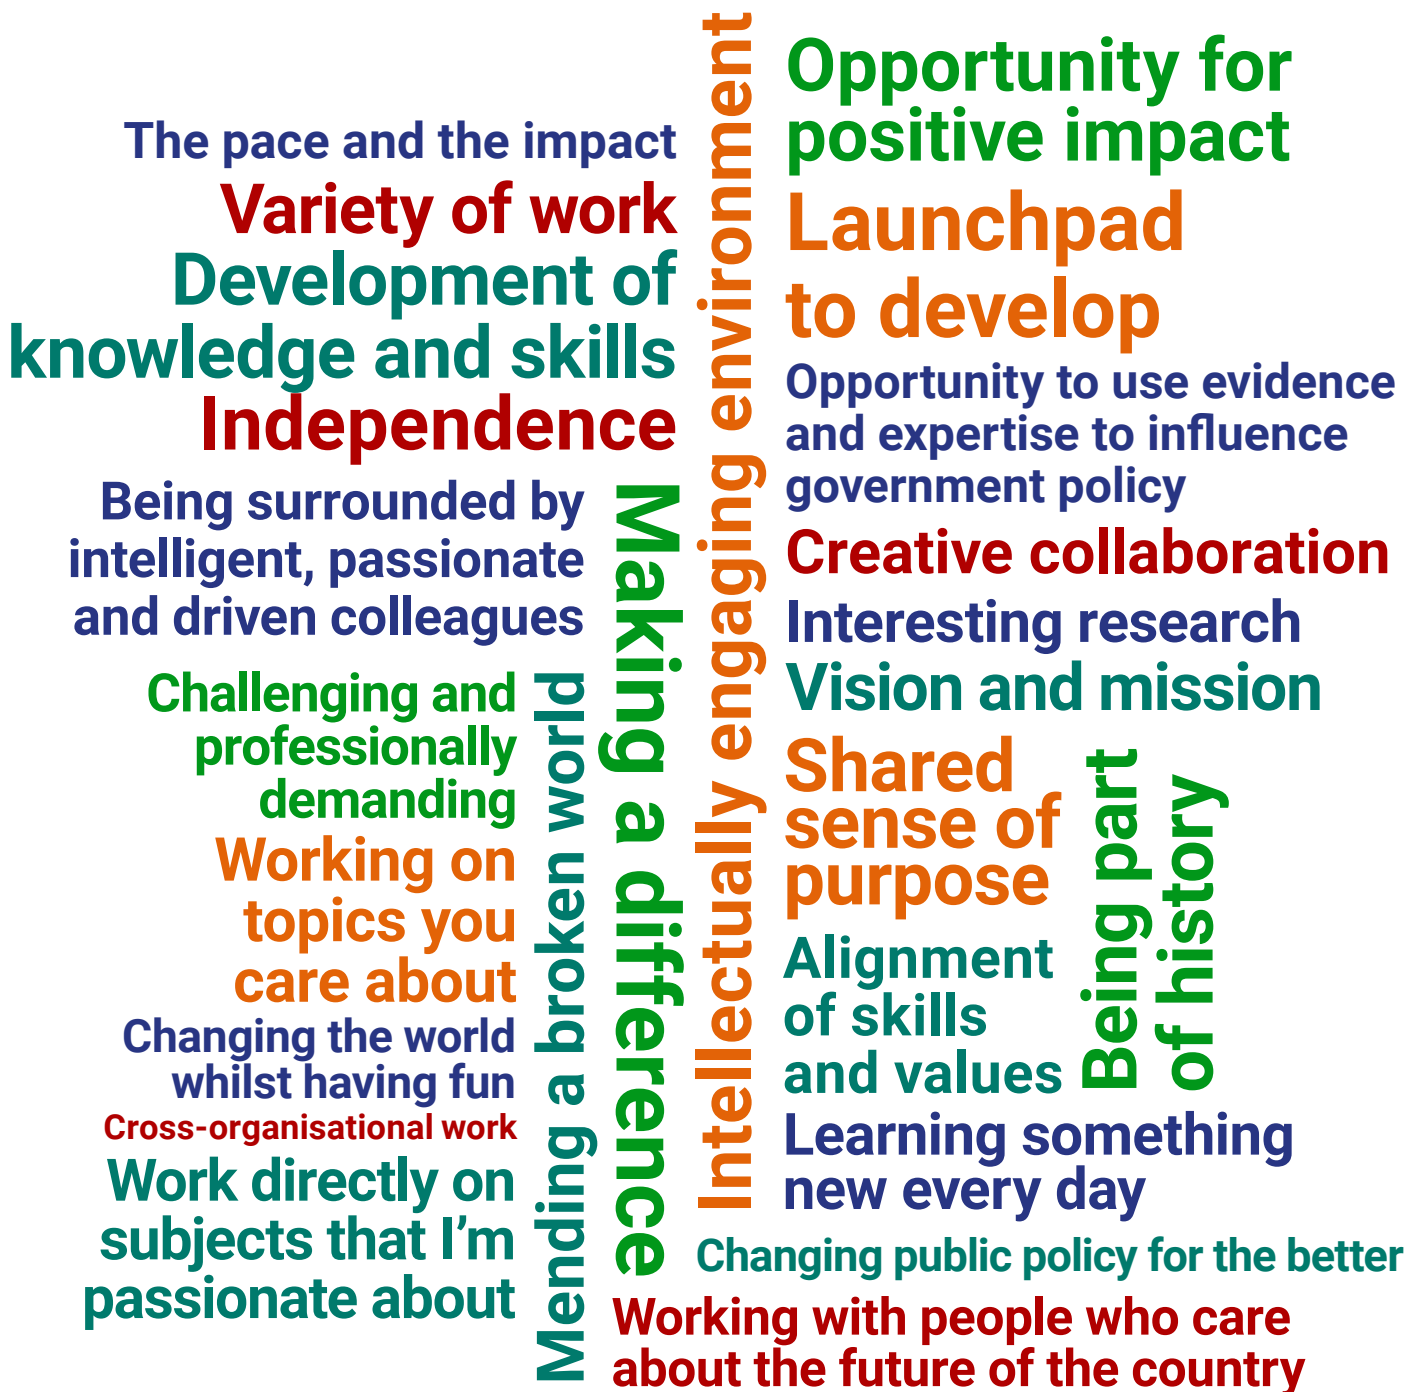 The pace and the impact
Variety of work
Development of
knowledge and skills
Independence
Being surrounded by
intelligent, passionate
and driven colleagues
Challenging and
professionally
demanding
Working on
topics you
care about
Changing the world
whilst having fun
Cross-organisational work
Work directly on
subjects that I’m
passionate about
Mending a broken world
Making a difference
Intellectually engaging environment
Opportunity for
positive impact
Launchpad
to develop
Opportunity to use evidence
and expertise to influence
government policy
Creative collaboration
Interesting research
Vision and mission
Shared
sense of
purpose
Being part
of history
Alignment
of skills
and values
Learning something
new every day
Changing public policy for the better
Working with people who care
about the future of the country